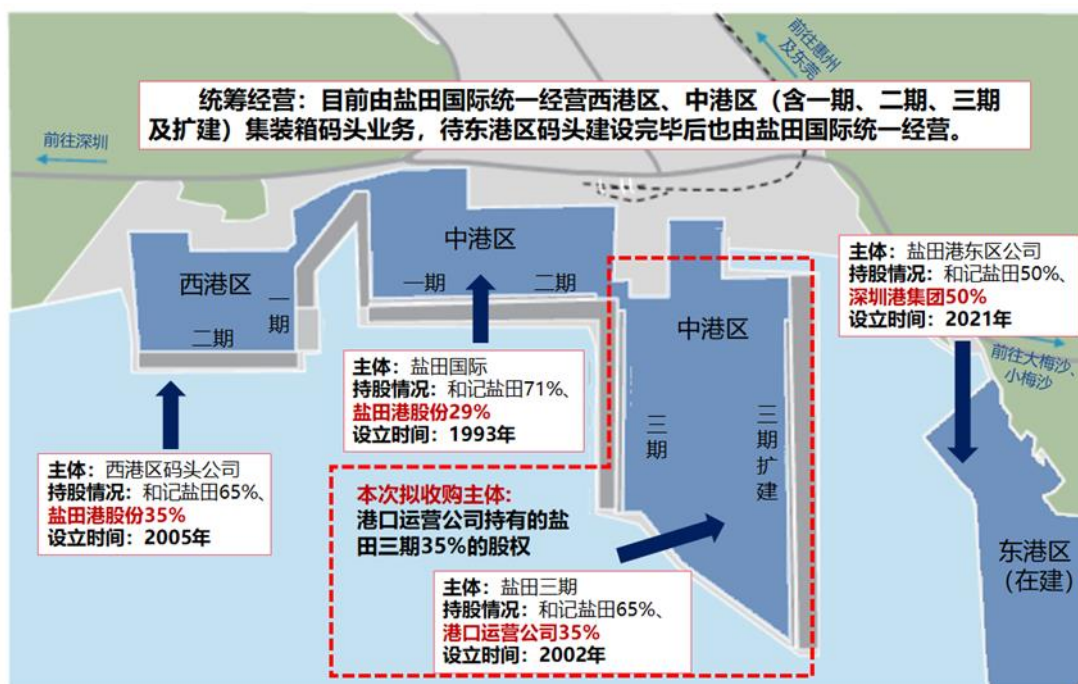 前往惠州
及东莞
统筹经营：目前由盐田国际统一经营西港区、中港区（含一期、二期、三期
及扩建）集装箱码头业务，待东港区码头建设完毕后也由盐田国际统一经营。
前往深圳
西港区
一期
二期
中港区
一期
二期
中港区
三期
三期扩建
主体：盐田港东区公司
持股情况：和记盐田50%、
深圳港集团50%
设立时间：2021年
前往大梅沙、
小梅沙
主体：盐田国际
持股情况：和记盐田71%、
盐田港股份29%
设立时间：1993年
主体：西港区码头公司
持股情况：和记盐田65%、
盐田港股份35%
设立时间：2005年
本次拟收购主体:
港口运营公司持有的盐
田三期35%的股权
主体：盐田三期
持股情况：和记盐田65%、
港口运营公司35%
设立时间：2002年
东港区
（在建）